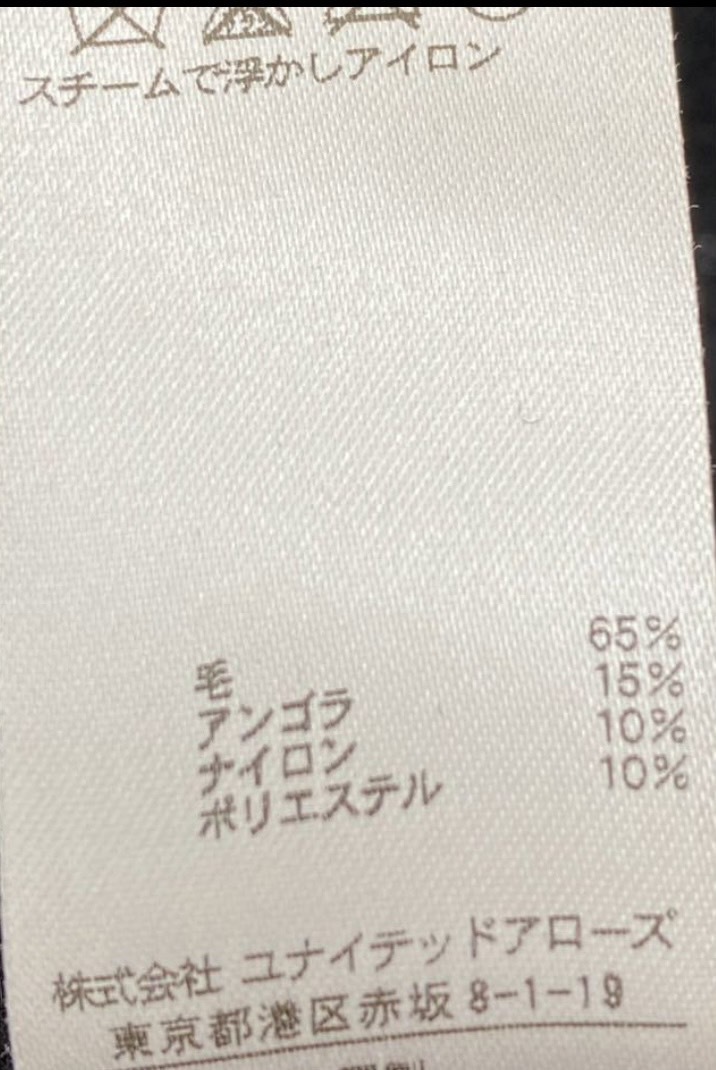 スチームで浮かしアイロン
毛 65%
アンゴラ 15%
ナイロン 10%
ポリエステル 10%
株式会社 ユナイテッドアローズ
東京都港区赤坂 8-1-19